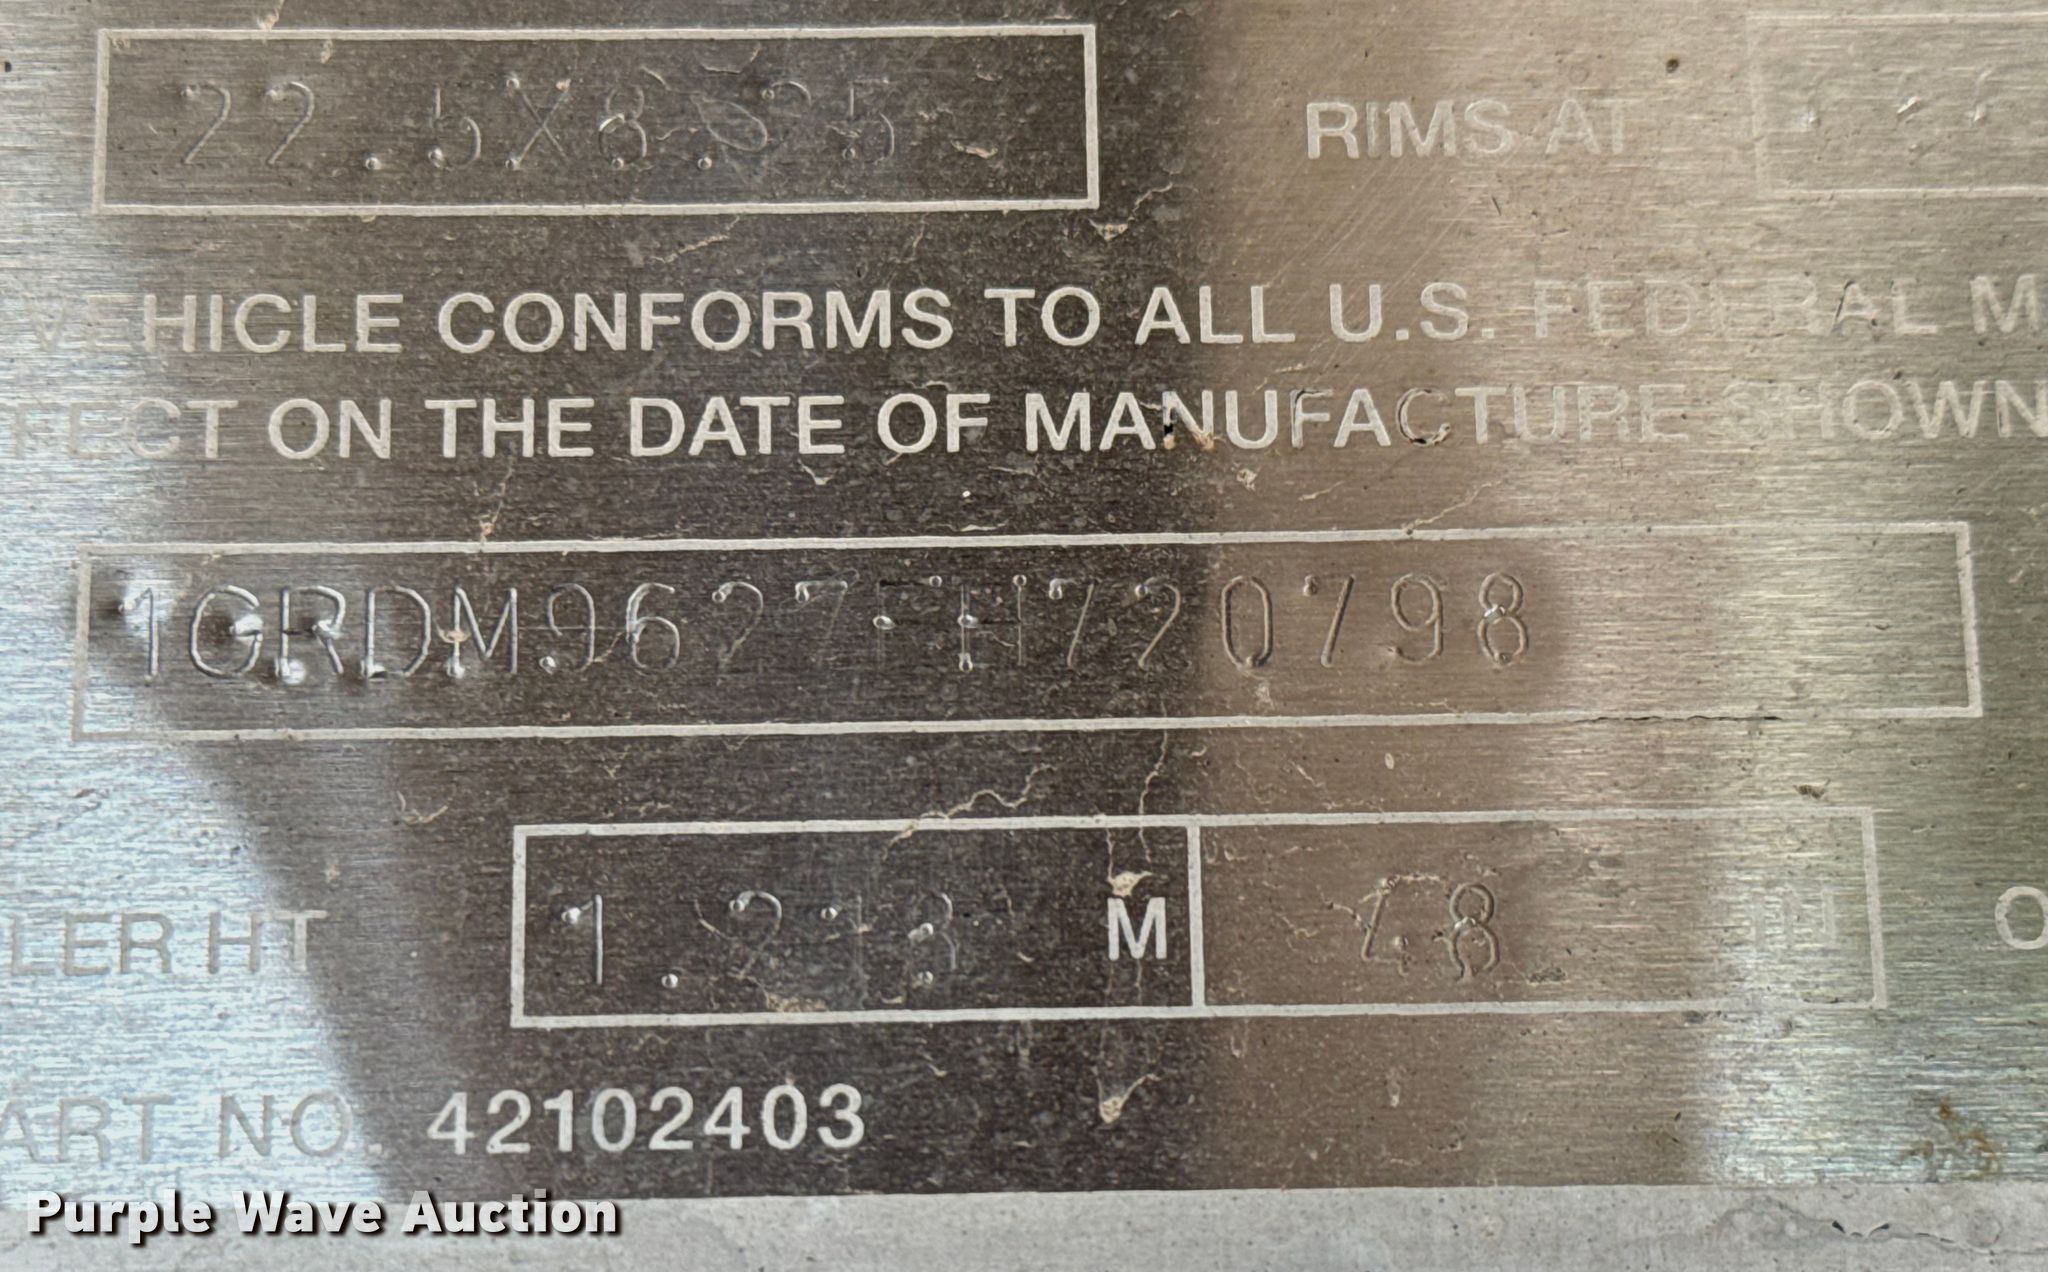 22.5X8.25
RIMS AT
VEHICLE CONFORMS TO ALL U.S. FEDERAL M
FECT ON THE DATE OF MANUFACTURE SHOWN
1GRDM9627FH720798
LER HT M 48 IN O
ART NO. 42102403
Purple Wave Auction